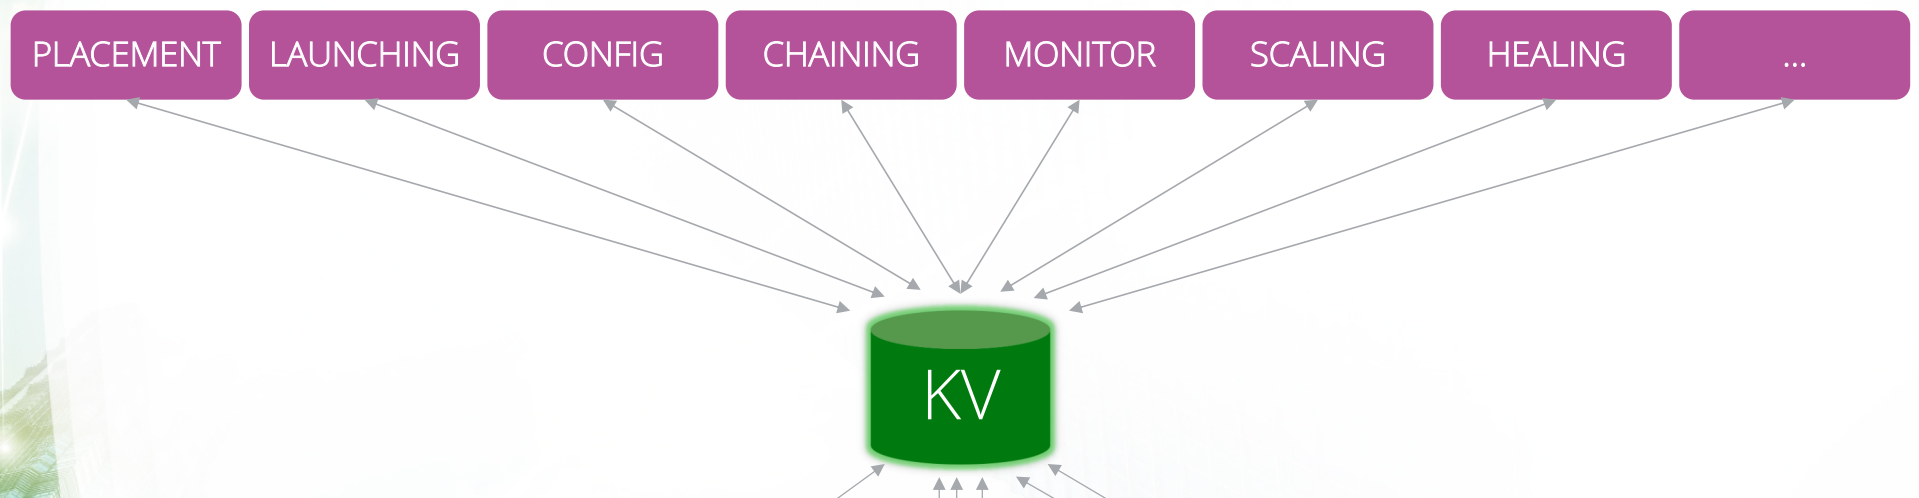 PLACEMENT
LAUNCHING
CONFIG
CHAINING
MONITOR
SCALING
HEALING
...
KV